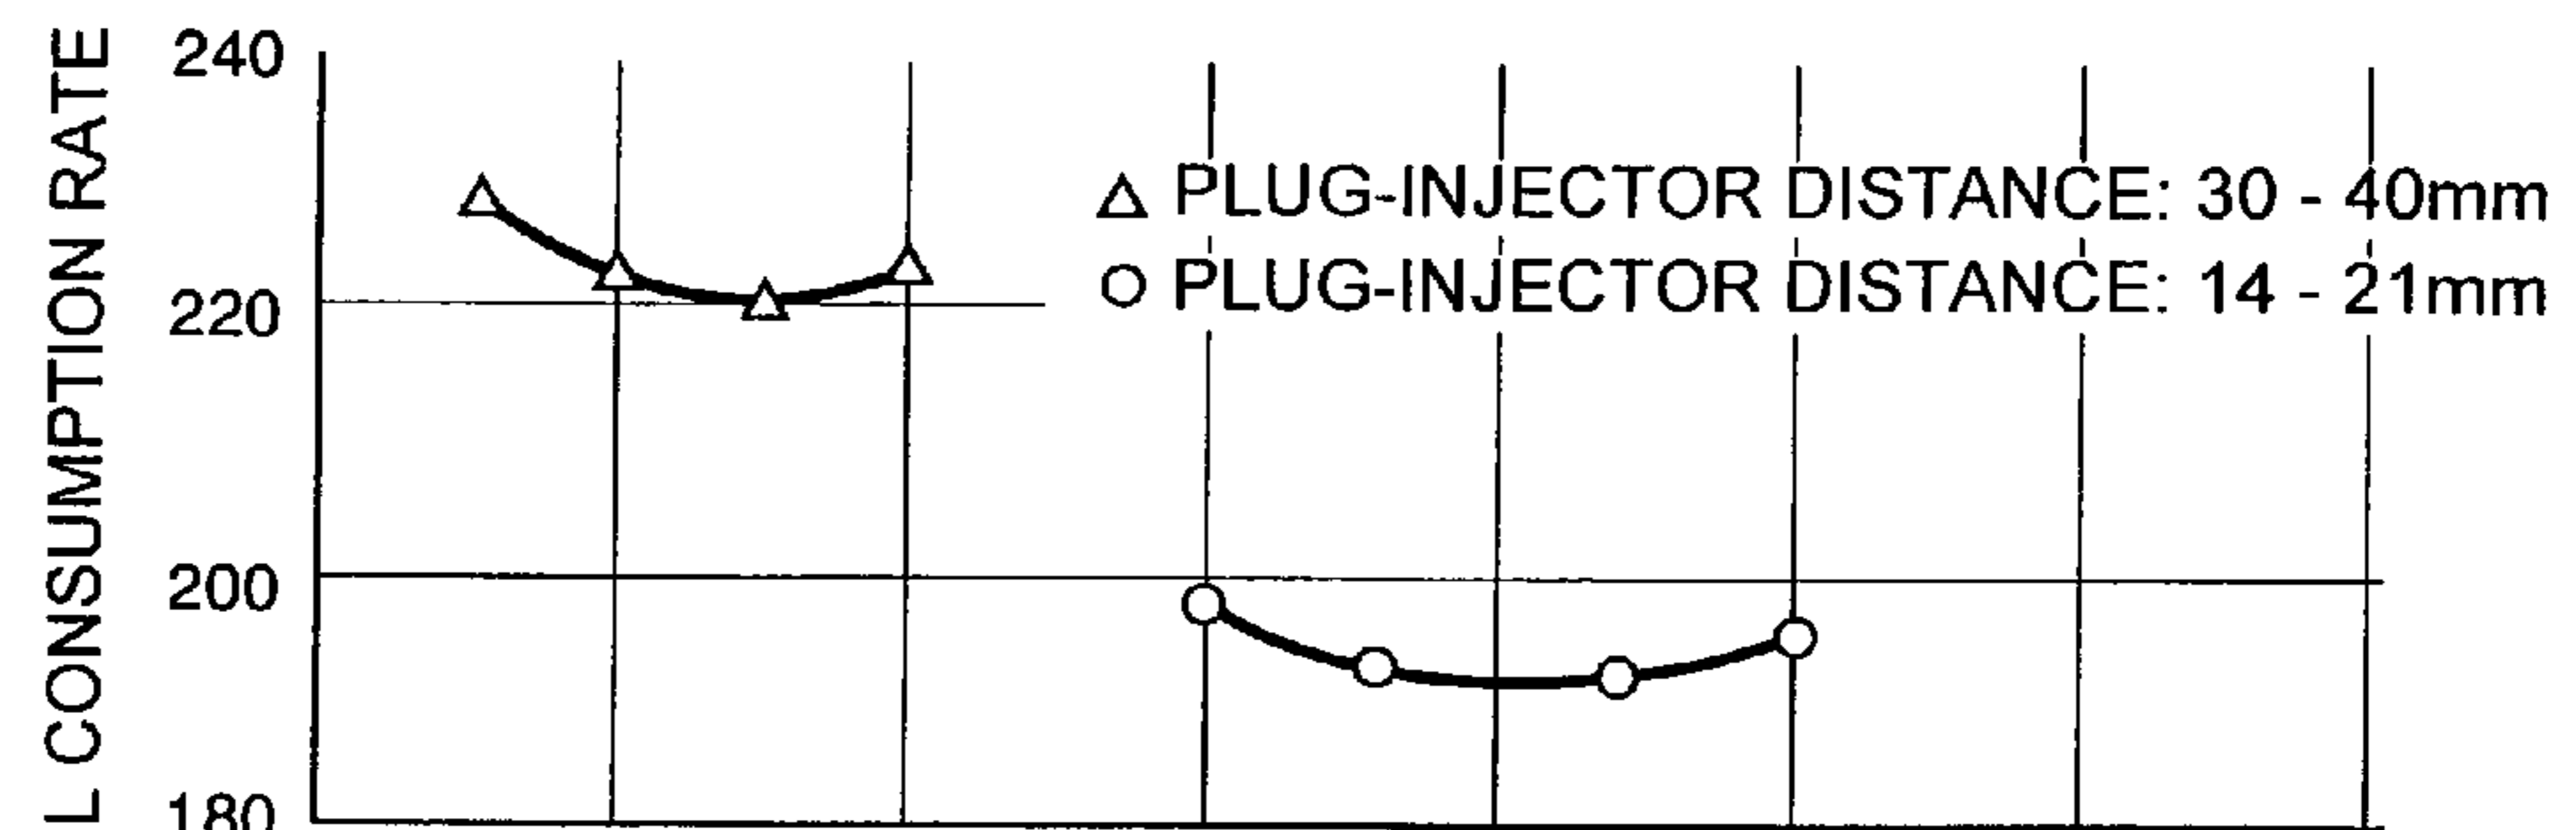 L CONSUMPTION RATE
240
220
200
180
PLUG-INJECTOR DISTANCE: 30 - 40mm
PLUG-INJECTOR DISTANCE: 14 - 21mm